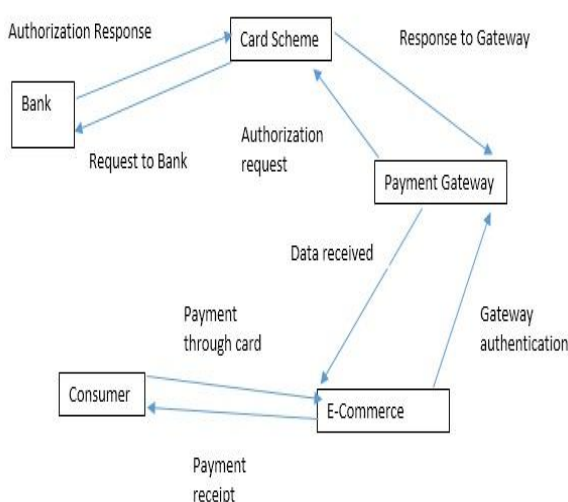 Authorization Response
Card Scheme
Response to Gateway
Bank
Authorization
request
Request to Bank
Payment Gateway
Data received
Payment
through card
Gateway
authentication
Consumer
E-Commerce
Payment
receipt